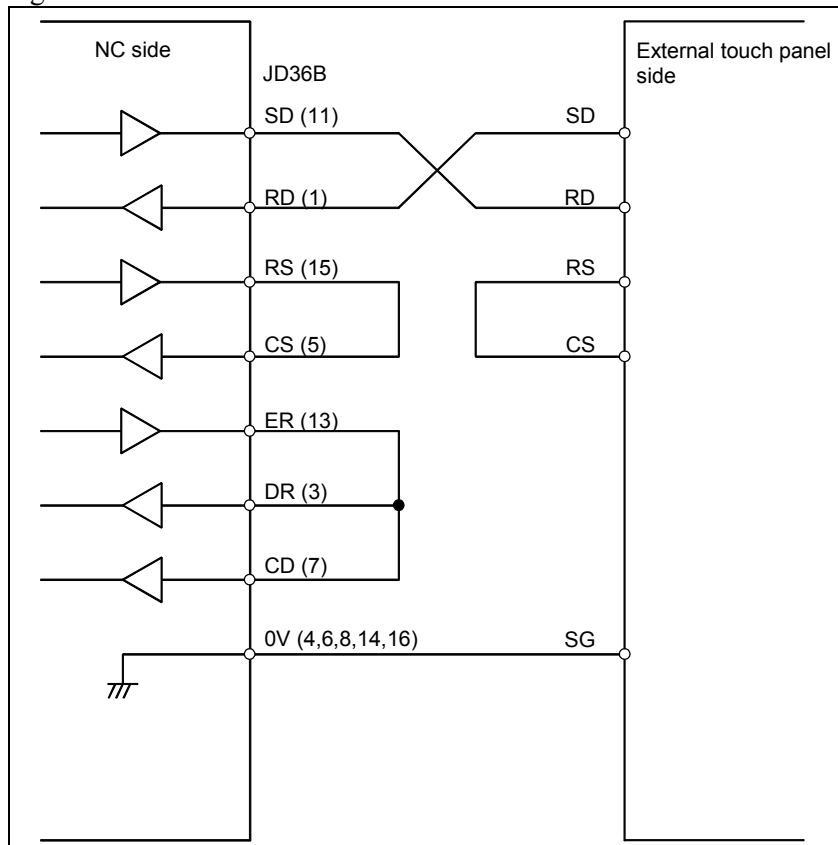 NC side
JD36B
External touch panel
side
SD (11)
SD
RD (1)
RD
RS (15)
RS
CS (5)
CS
ER (13)
DR (3)
CD (7)
0V (4,6,8,14,16)
SG